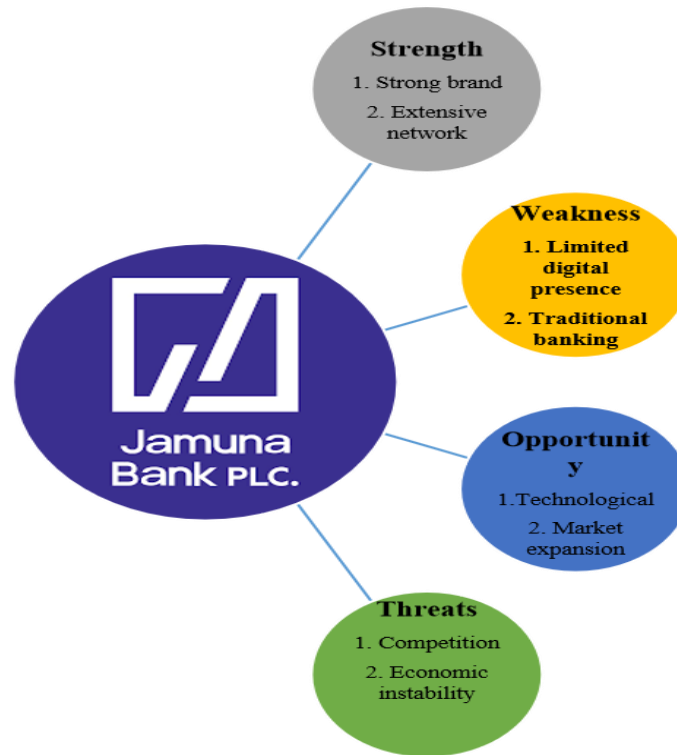 Strength
1. Strong brand
2. Extensive
network
Weakness
1. Limited
digital
presence
2. Traditional
banking
Jamuna
Bank PLC.
Opportunit
y
1.Technological
2. Market
expansion
Threats
1. Competition
2. Economic
instability